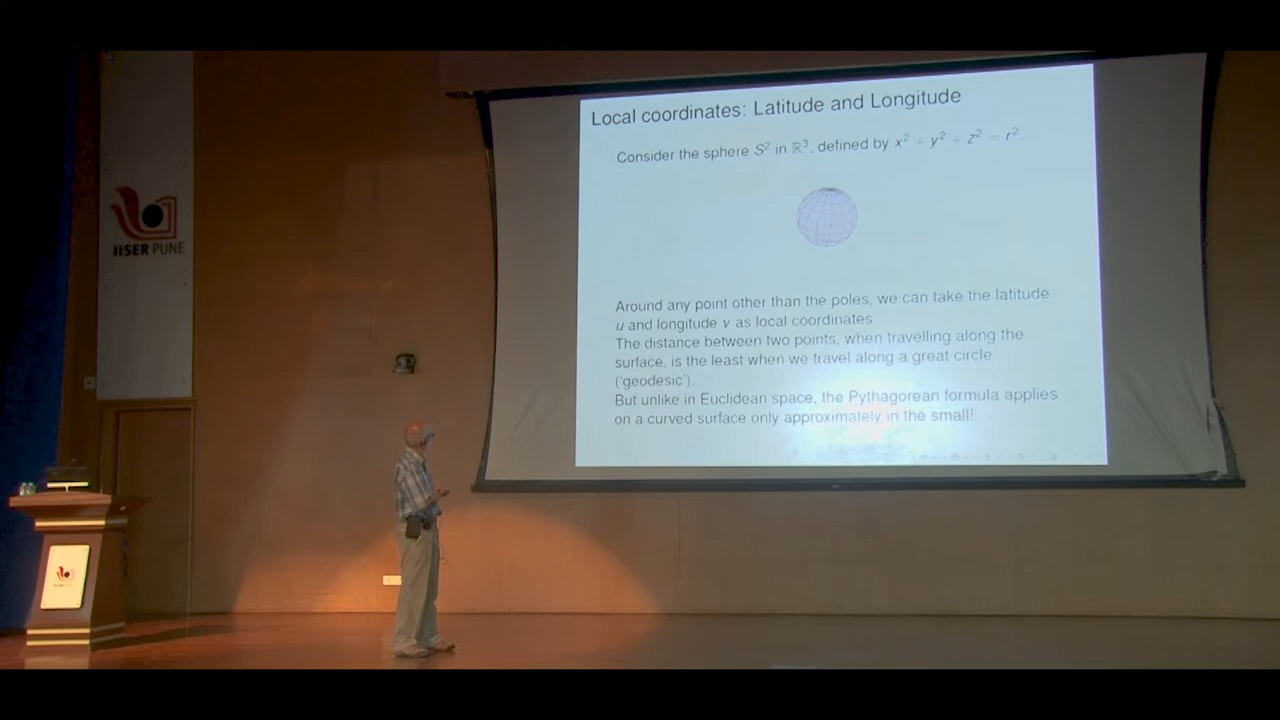 Local coordinates: Latitude and Longitude
Consider the sphere S² in ℝ³, defined by x² + y² + z² = r².
Around any point other than the poles, we can take the latitude
u and longitude v as local coordinates.
The distance between two points, when travelling along the
surface, is the least when we travel along a great circle
('geodesic').
But unlike in Euclidean space, the Pythagorean formula applies
on a curved surface only approximately in the small!
IISER PUNE